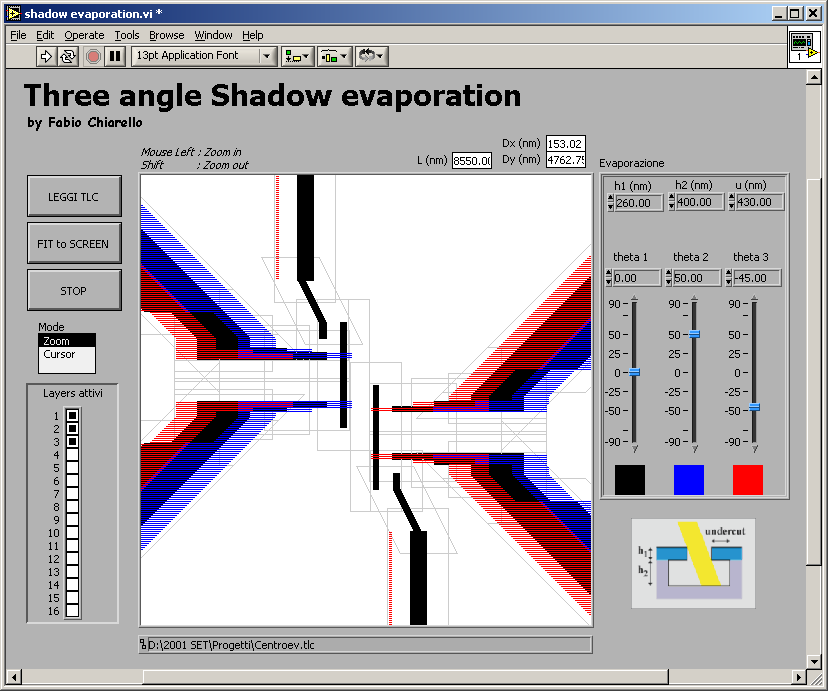 shadow evaporation.vi *
File Edit Operate Tools Browse Window Help
13pt Application Font
1
Three angle Shadow evaporation
by Fabio Chiarello
Mouse Left : Zoom in
Shift : Zoom out
L (nm) 8550.00
Dx (nm) 153.02
Dy (nm) 4762.75
LEGGI TLC
FIT to SCREEN
STOP
Mode
Zoom
Cursor
Layers attivi
1
2
3
4
5
6
7
8
9
10
11
12
13
14
15
16
D:\2001 SET\Progetti\Centroev.tlc
Evaporazione
h1 (nm) h2 (nm) u (nm)
260.00 400.00 430.00
theta 1 theta 2 theta 3
0.00 50.00 -45.00
90 90 90
50 50 50
25 25 25
0 0 0
-25 -25 -25
-50 -50 -50
-90 -90 -90
undercut
h1
h2